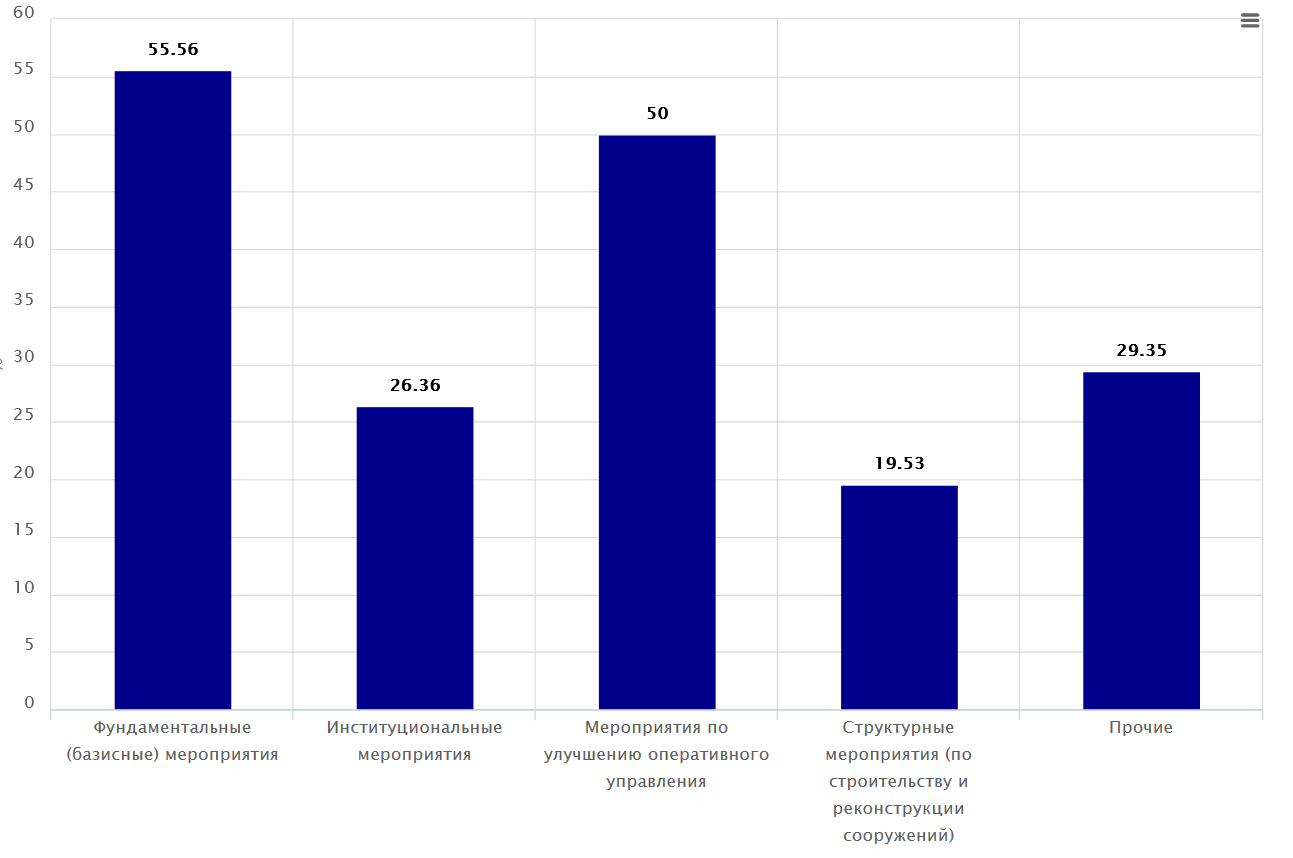 60
55
50
45
40
35
30
25
20
15
10
5
0
%
55.56
26.36
50
19.53
29.35
Фундаментальные
(базисные) мероприятия
Институциональные
мероприятия
Мероприятия по
улучшению оперативного
управления
Структурные
мероприятия (по
строительству и
реконструкции
сооружений)
Прочие